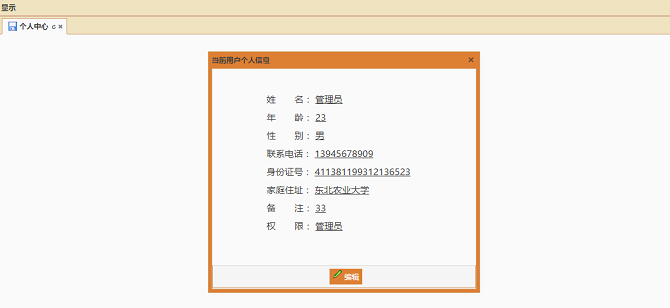 显示
个人中心
当前用户个人信息
姓 名： 管理员
年 龄： 23
性 别： 男
联系电话： 13945678909
身份证号： 411381199312136523
家庭住址： 东北农业大学
备 注： 33
权 限： 管理员
编辑